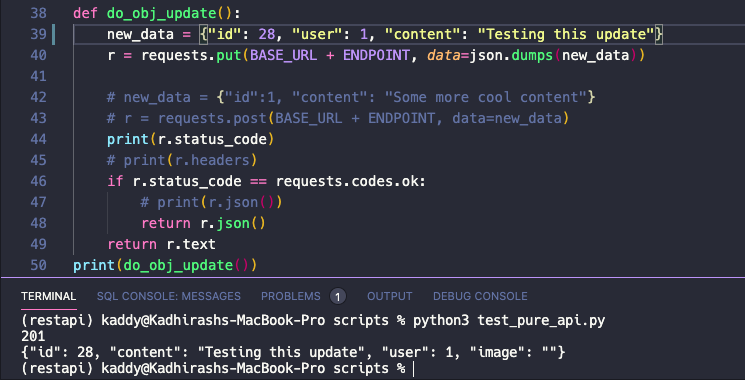 38 def do_obj_update():
39     new_data = {"id": 28, "user": 1, "content": "Testing this update"}
40     r = requests.put(BASE_URL + ENDPOINT, data=json.dumps(new_data))
41
42     # new_data = {"id":1, "content": "Some more cool content"}
43     # r = requests.post(BASE_URL + ENDPOINT, data=new_data)
44     print(r.status_code)
45     # print(r.headers)
46     if r.status_code == requests.codes.ok:
47         # print(r.json())
48         return r.json()
49     return r.text
50 print(do_obj_update())
TERMINAL SQL CONSOLE: MESSAGES PROBLEMS 1 OUTPUT DEBUG CONSOLE
(restapi) kaddy@Kadhirashs-MacBook-Pro scripts % python3 test_pure_api.py
201
{"id": 28, "content": "Testing this update", "user": 1, "image": ""}
(restapi) kaddy@Kadhirashs-MacBook-Pro scripts %